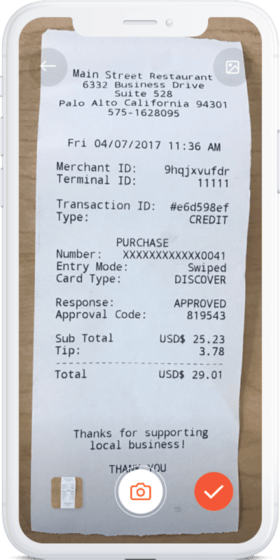 Main Street Restaurant
6332 Business Drive
Suite 528
Palo Alto California 94301
575-1628095
Fri 04/07/2017 11:36 AM
Merchant ID: 9hqjxvufdr
Terminal ID: 11111
Transaction ID: #e6d598ef
Type: CREDIT
PURCHASE
Number: XXXXXXXXXXXX0041
Entry Mode: Swiped
Card Type: DISCOVER
Response: APPROVED
Approval Code: 819543
Sub Total USD$ 25.23
Tip: 3.78
Total USD$ 29.01
Thanks for supporting
local business!
THANK YOU